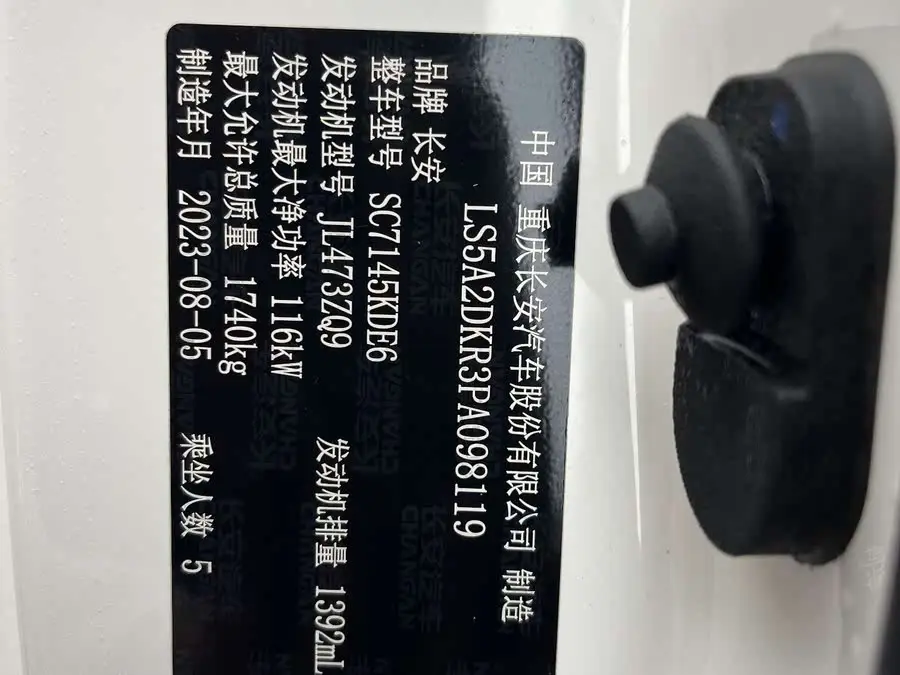 中国 重庆长安汽车股份有限公司 制造
LS5A2DKR3PA098119
品牌 长安
整车型号 SC7145KDE6
发动机型号 JL473ZQ9 发动机排量 1392mL
发动机最大净功率 116kW
最大允许总质量 1740kg
制造年月 2023-08-05 乘坐人数 5